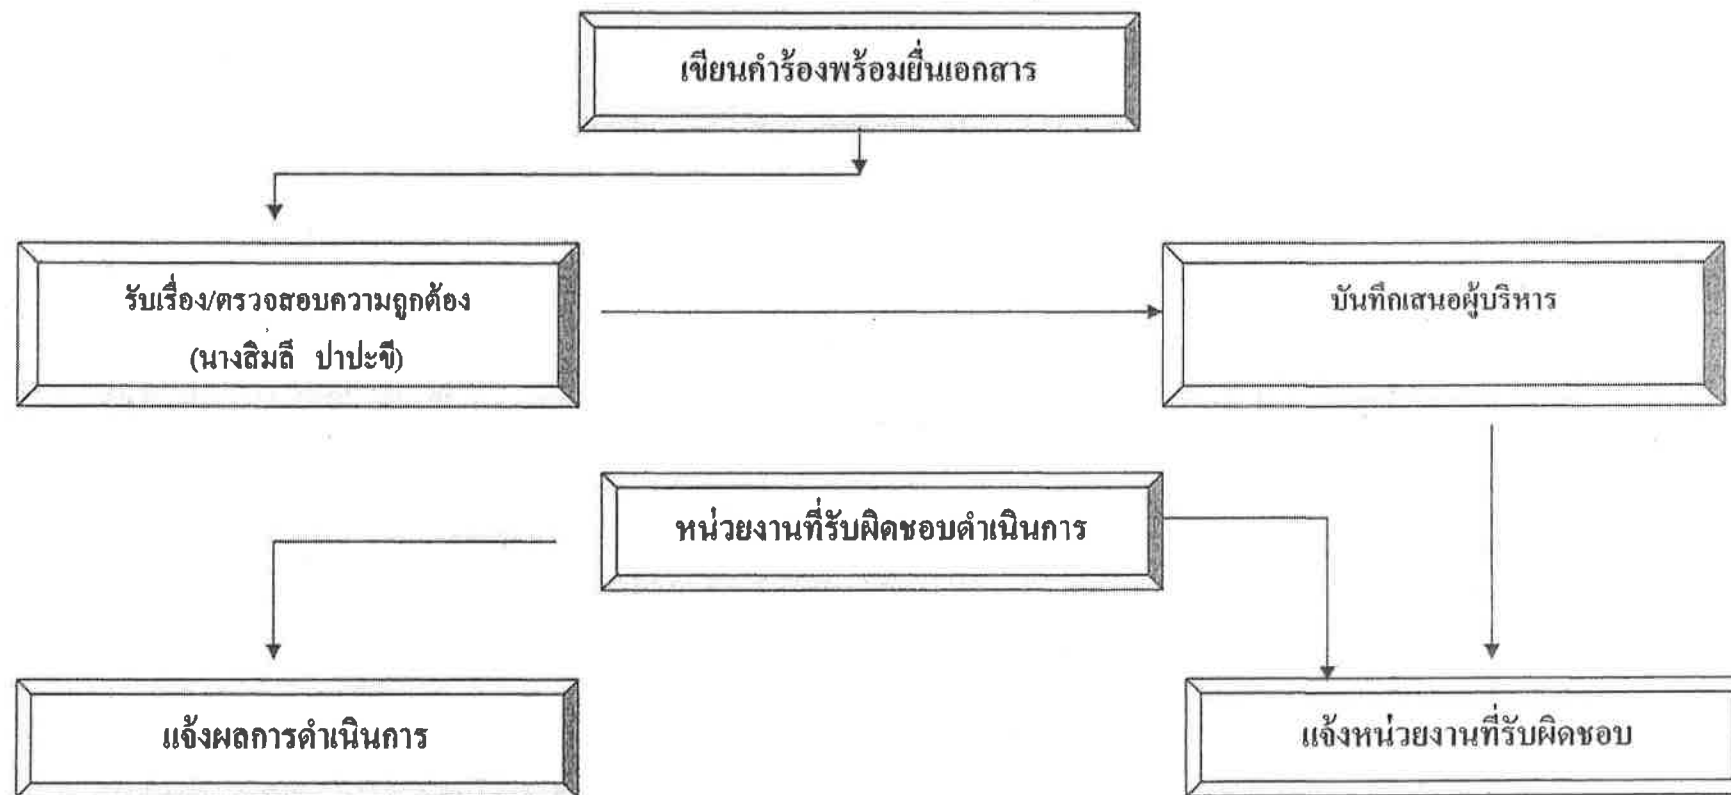 เขียนคำร้องพร้อมยื่นเอกสาร
รับเรื่อง/ตรวจสอบความถูกต้อง
(นางสิมลี ปาปะขี)
บันทึกเสนอผู้บริหาร
หน่วยงานที่รับผิดชอบดำเนินการ
แจ้งผลการดำเนินการ
แจ้งหน่วยงานที่รับผิดชอบ